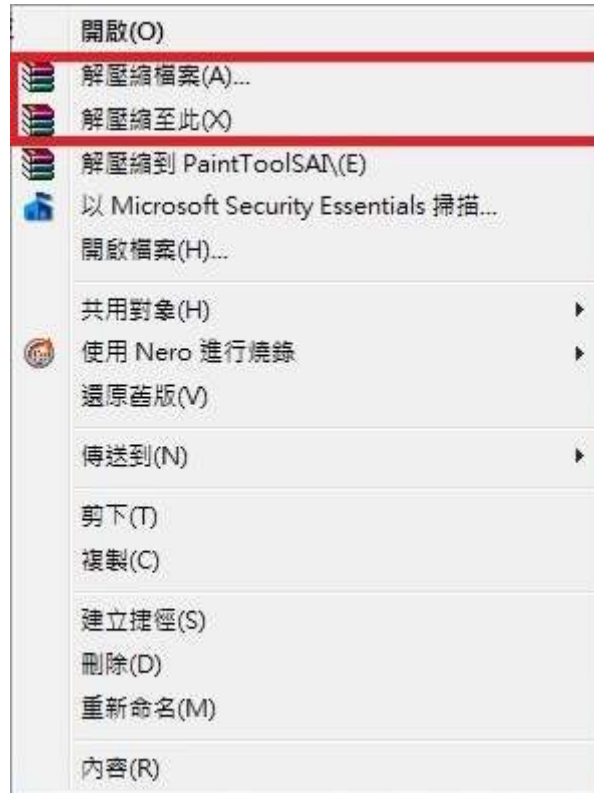 開啟(O)
解壓縮檔案(A)...
解壓縮至此(X)
解壓縮到 PaintToolSAI\(E)
以 Microsoft Security Essentials 掃描...
開啟檔案(H)...
共用對象(H)
使用 Nero 進行燒錄
還原舊版(V)
傳送到(N)
剪下(T)
複製(C)
建立捷徑(S)
刪除(D)
重新命名(M)
內容(R)